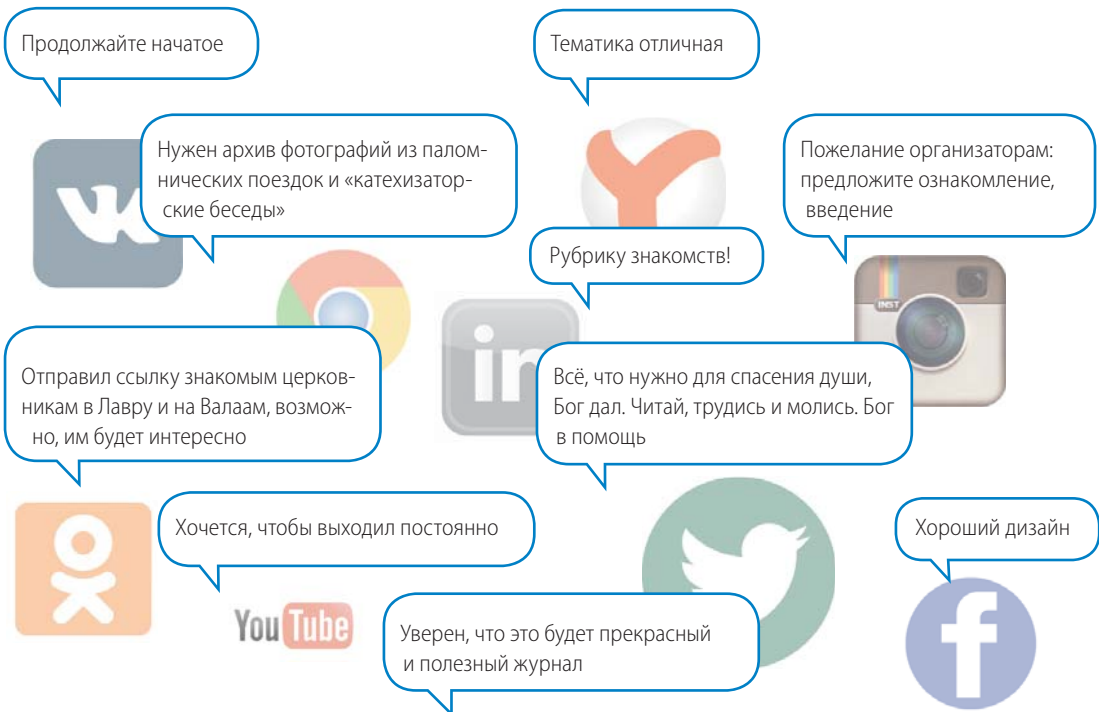 Продолжайте начатое
Тематика отличная
Нужен архив фотографий из палом-
нических поездок и «катехизатор-
ские беседы»
Пожелание организаторам:
предложите ознакомление,
введение
Рубрику знакомств!
INST
in
Отправил ссылку знакомым церков-
никам в Лавру и на Валаам, возмож-
но, им будет интересно
Всё, что нужно для спасения души,
Бог дал. Читай, трудись и молись. Бог
в помощь
Хочется, чтобы выходил постоянно
Хороший дизайн
YouTube
Уверен, что это будет прекрасный
и полезный журнал
f